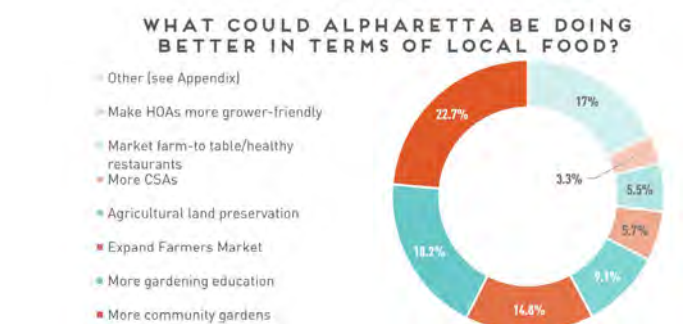 WHAT COULD ALPHARETTA BE DOING
BETTER IN TERMS OF LOCAL FOOD?
Other (see Appendix)
Make HOAs more grower-friendly
Market farm-to table/healthy
restaurants
More CSAs
Agricultural land preservation
Expand Farmers Market
More gardening education
More community gardens
17%
3.3%
5.5%
5.7%
9.1%
14.8%
18.2%
22.7%